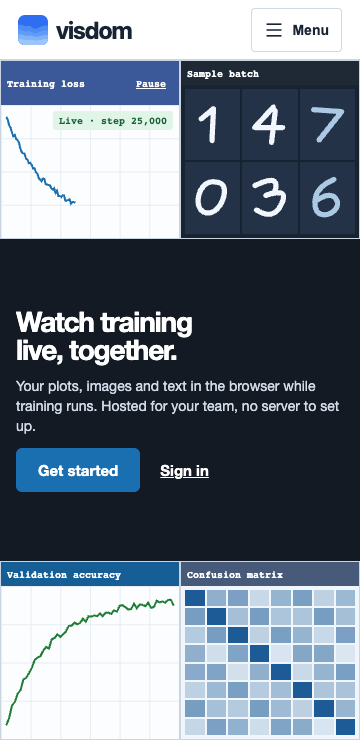 visdom
Menu
Training loss
Pause
Sample batch
Live · step 25,000
1 4 7
0 3 6
Watch training
live, together.
Your plots, images and text in the browser while
training runs. Hosted for your team, no server to set
up.
Get started
Sign in
Validation accuracy
Confusion matrix